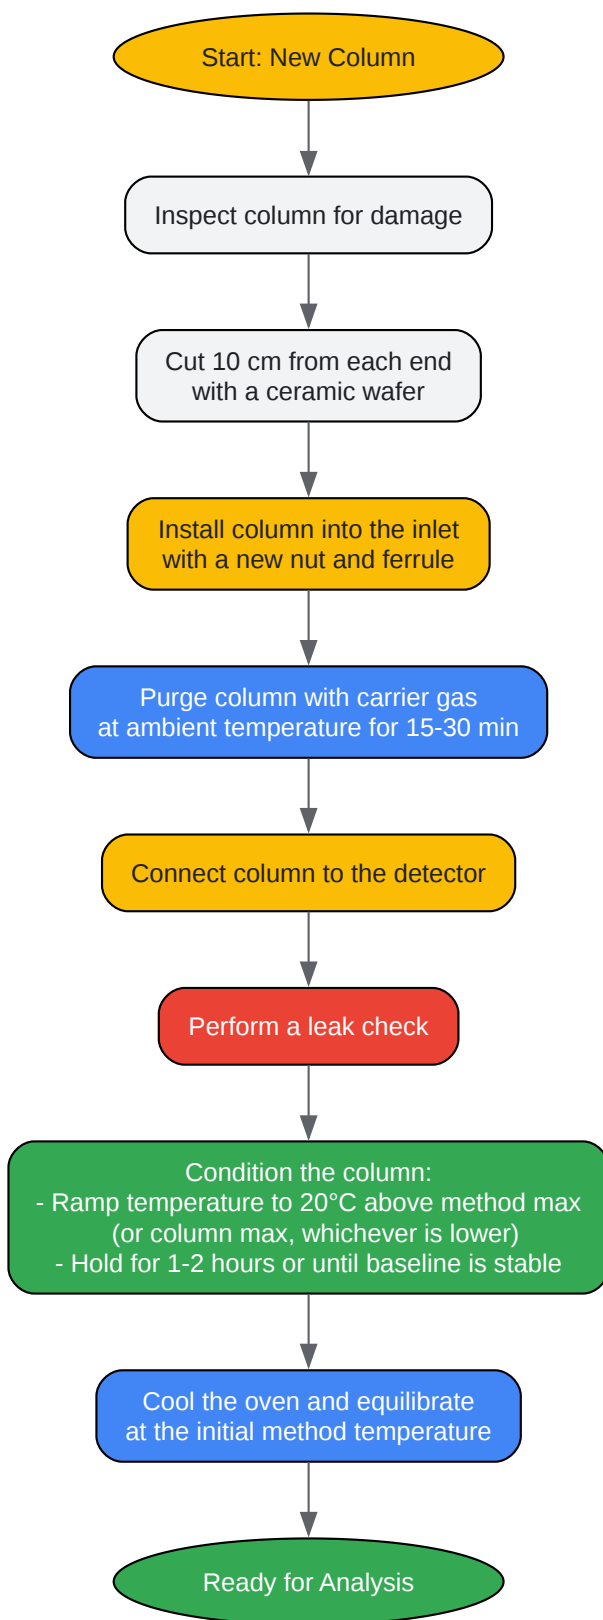 Start: New Column
Inspect column for damage
Cut 10 cm from each end
with a ceramic wafer
Install column into the inlet
with a new nut and ferrule
Purge column with carrier gas
at ambient temperature for 15-30 min
Connect column to the detector
Perform a leak check
Condition the column:
- Ramp temperature to 20°C above method max
(or column max, whichever is lower)
- Hold for 1-2 hours or until baseline is stable
Cool the oven and equilibrate
at the initial method temperature
Ready for Analysis